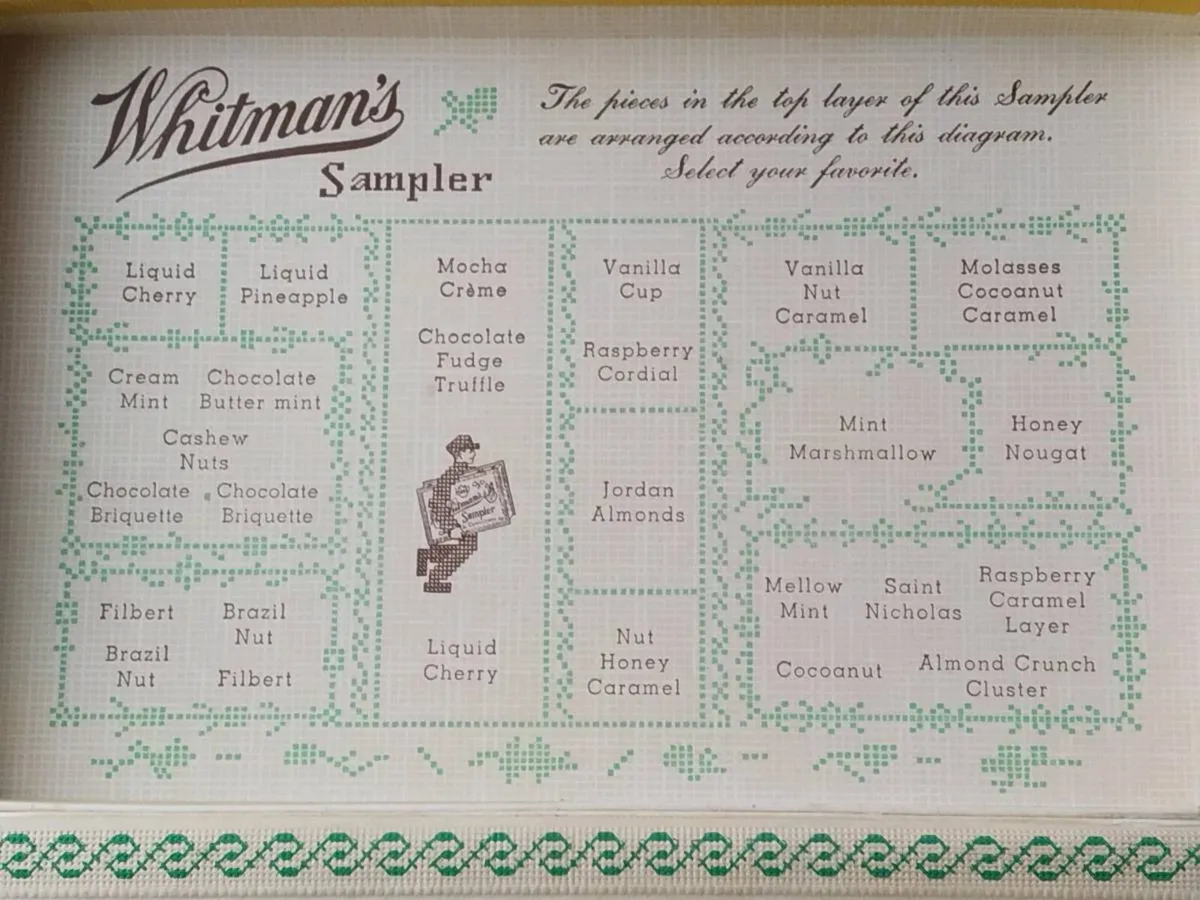 Whitman's
Sampler
The pieces in the top layer of this Sampler
are arranged according to this diagram.
Select your favorite.
Liquid
Cherry
Liquid
Pineapple
Cream
Mint
Chocolate
Butter mint
Cashew
Nuts
Chocolate
Briquette
Chocolate
Briquette
Filbert
Brazil
Nut
Brazil
Nut
Filbert
Mocha
Crème
Chocolate
Fudge
Truffle
Whitman's
Sampler
Liquid
Cherry
Vanilla
Cup
Raspberry
Cordial
Jordan
Almonds
Nut
Honey
Caramel
Vanilla
Nut
Caramel
Molasses
Cocoanut
Caramel
Mint
Marshmallow
Honey
Nougat
Mellow
Mint
Saint
Nicholas
Raspberry
Caramel
Layer
Cocoanut
Almond Crunch
Cluster